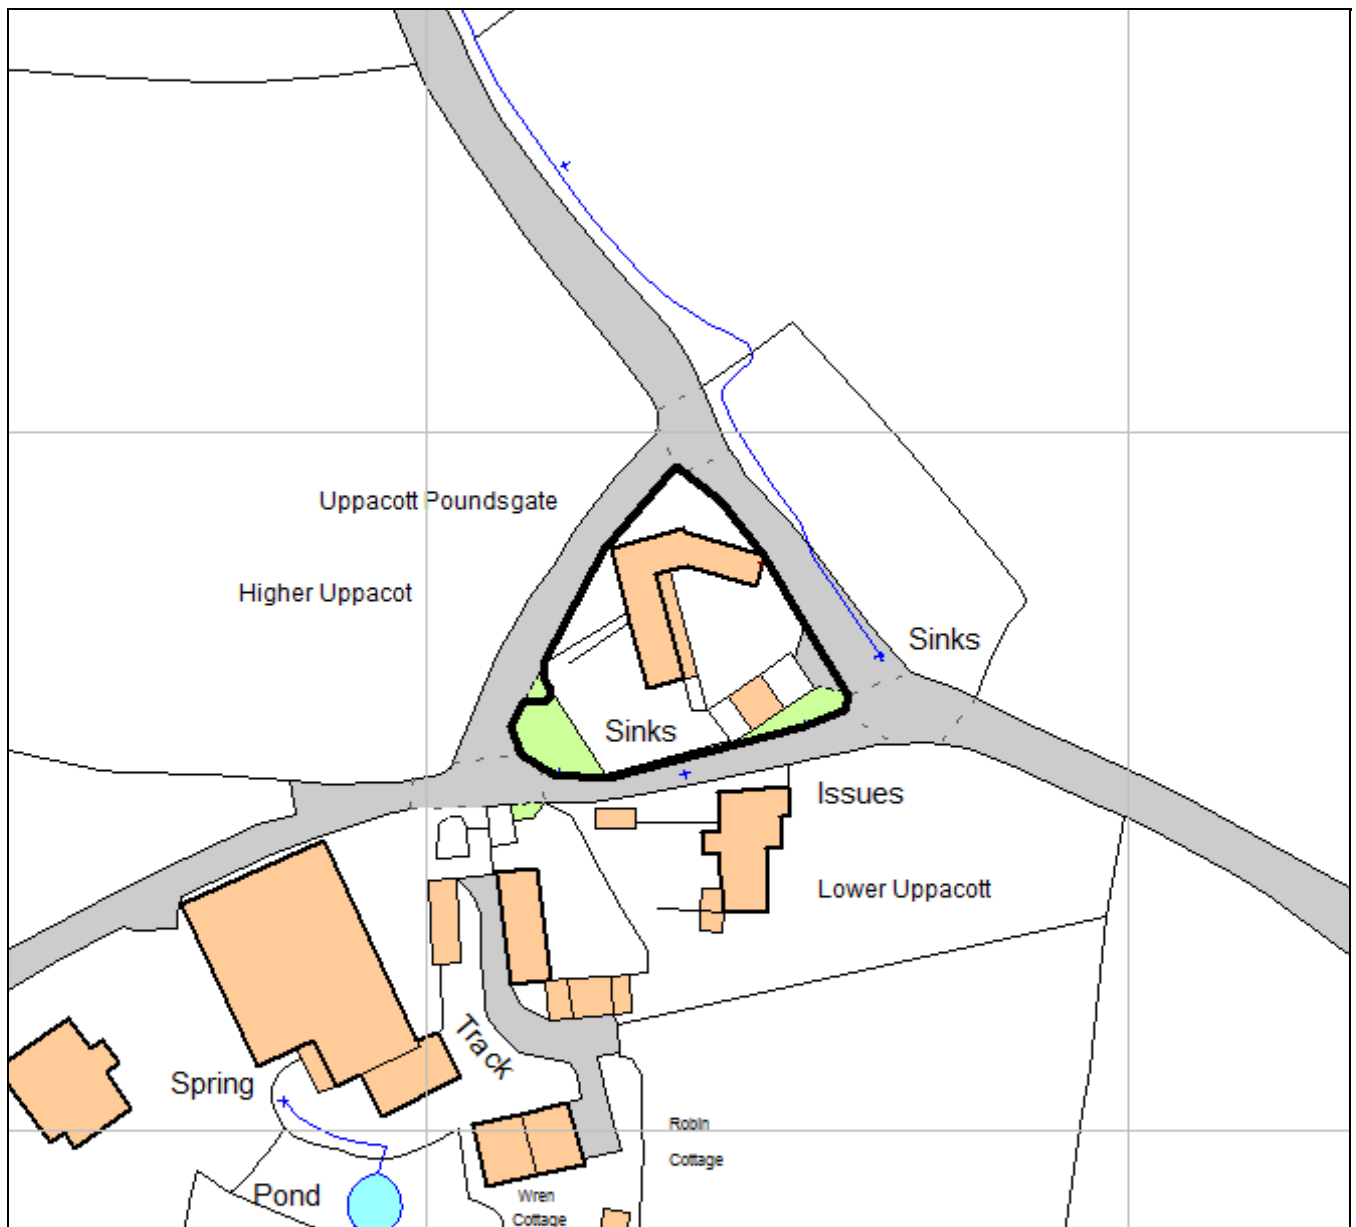 Uppacott Poundsgate
Higher Uppacot
Sinks
Sinks
Issues
Lower Uppacott
Track
Spring
Robin
Cottage
Pond
Wren
Cottage